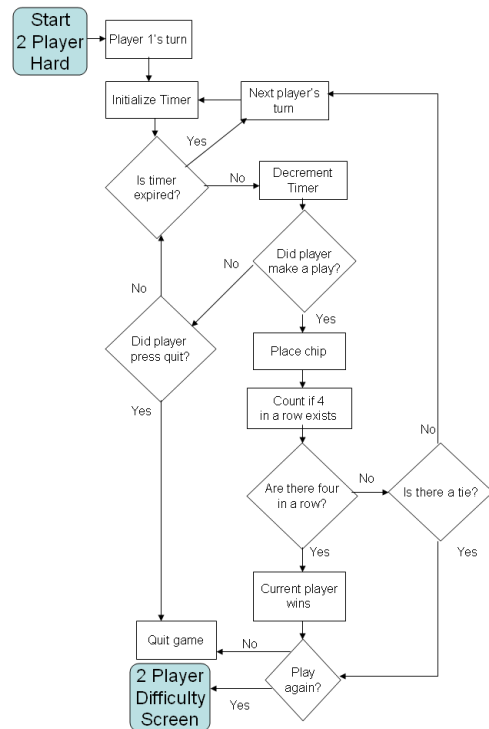 Start
2 Player
Hard
Player 1's turn
Initialize Timer
Next player's
turn
Yes
Is timer
expired?
No
Decrement
Timer
Did player
make a play?
No
No
Yes
Did player
press quit?
Place chip
Yes
Count if 4
in a row exists
No
Are there four
in a row?
No
Is there a tie?
Yes
Yes
Current player
wins
Quit game
No
Play
again?
2 Player
Difficulty
Screen
Yes